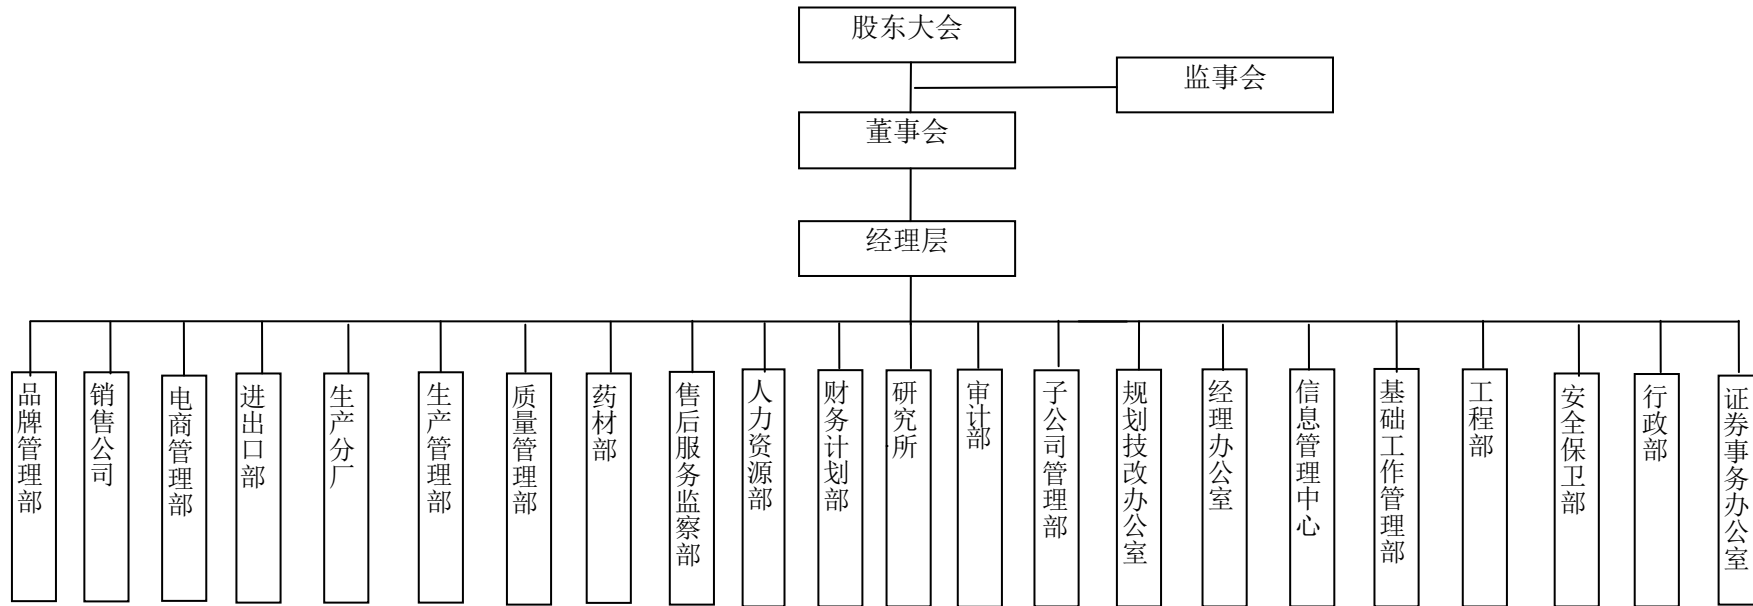 股东大会
监事会
董事会
经理层
品牌管理部
销售公司
电商管理部
进出口部
生产分厂
生产管理部
质量管理部
药材部
售后服务监察部
人力资源部
财务计划部
研究所
审计部
子公司管理部
规划技改办公室
经理办公室
信息管理中心
基础工作管理部
工程部
安全保卫部
行政部
证券事务办公室